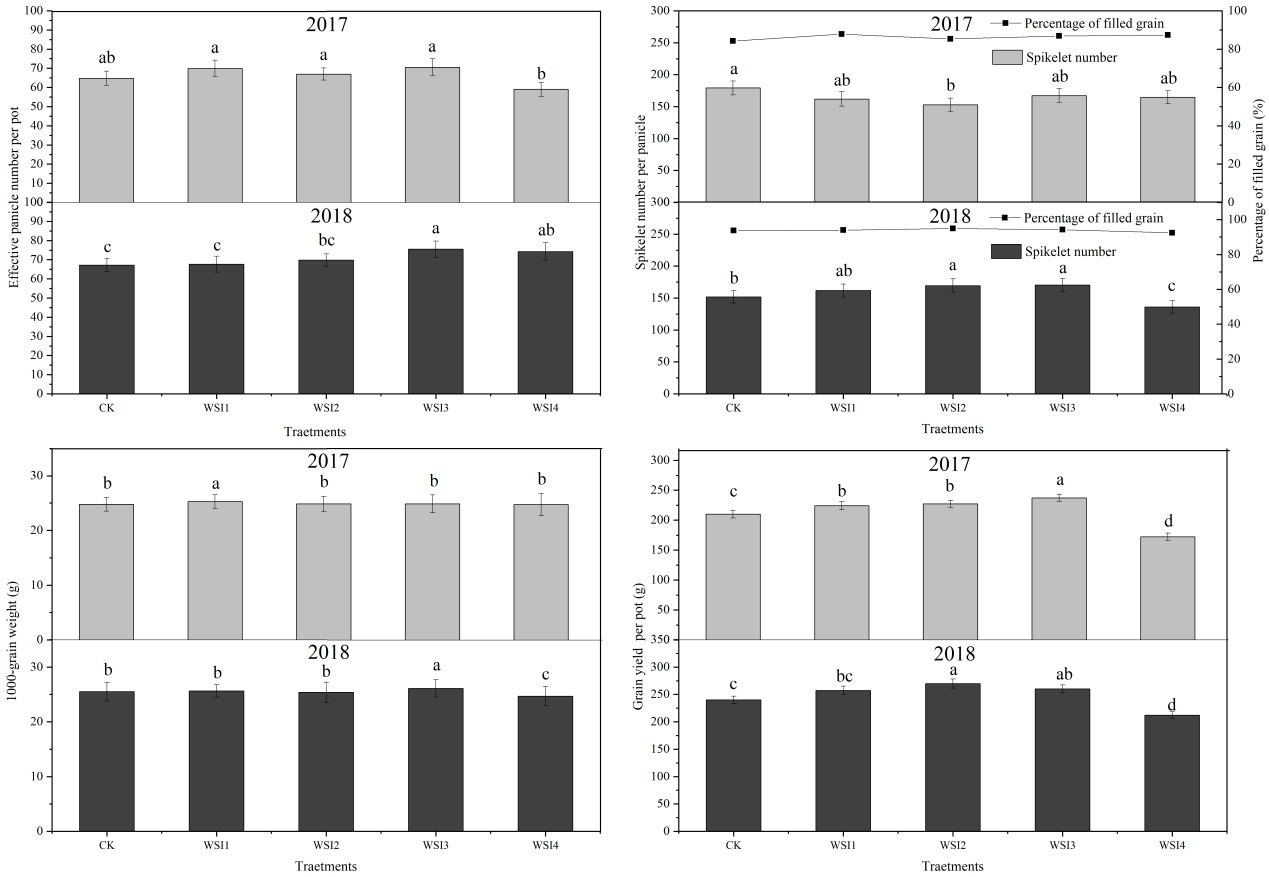 2017
Effective panicle number per pot
100
90
80
70
60
50
40
30
20
10
ab
a
a
a
b
2018
100
90
80
70
60
50
40
30
20
10
0
c
c
bc
a
ab
CK
WSI1
WSI2
WSI3
WSI4
Traetments
2017
Percentage of filled grain
Spikelet number
Spikelet number per panicle
Percentage of filled grain (%)
300
250
200
150
100
50
100
80
60
40
20
0
a
ab
b
ab
ab
2018
Percentage of filled grain
Spikelet number
300
250
200
150
100
50
0
100
80
60
40
20
0
b
ab
a
a
c
CK
WSI1
WSI2
WSI3
WSI4
Traetments
2017
1000-grain weight (g)
30
20
10
0
b
a
b
b
b
2018
30
20
10
0
b
b
b
a
c
CK
WSI1
WSI2
WSI3
WSI4
Traetments
2017
Grain yield per pot (g)
300
250
200
150
100
50
c
b
b
a
d
2018
300
250
200
150
100
50
0
c
bc
a
ab
d
CK
WSI1
WSI2
WSI3
WSI4
Traetments